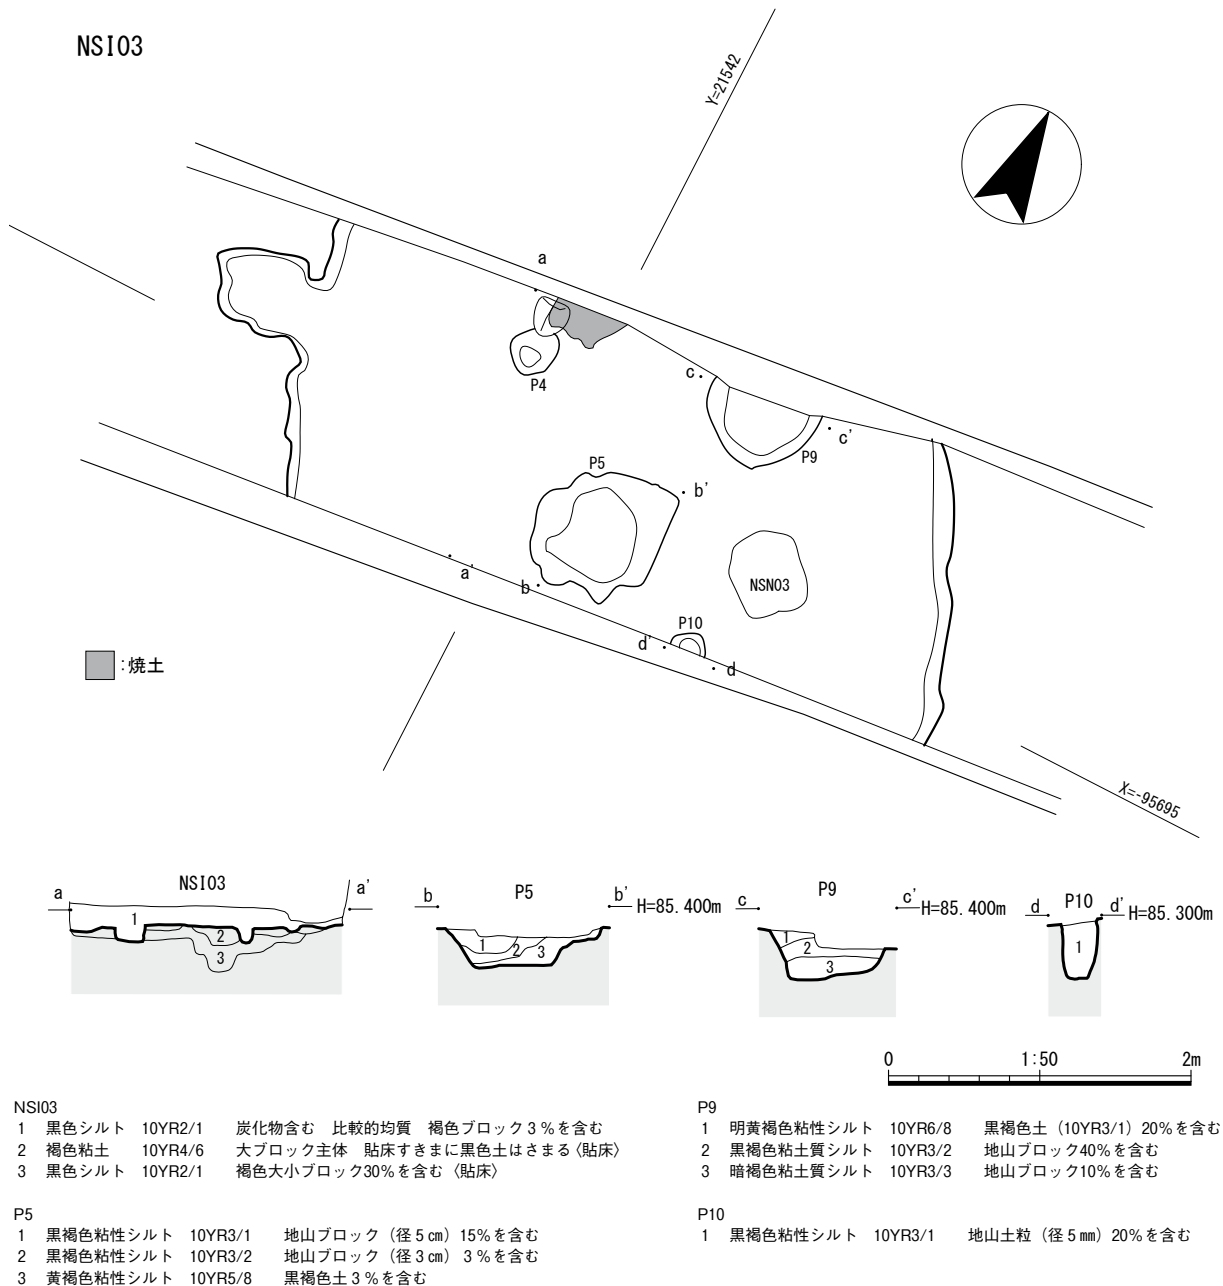 NSI03
Y=21542
a
c
P4
c'
P9
P5
b'
a'
b
NSN03
P10
d'
d
:焼土
X=-95695
NSI03
a a'
1
2
3
P5
b b' H=85.400m
1 2 3
P9
c c' H=85.400m
1
2
3
P10
d d' H=85.300m
1
0 1:50 2m
NSI03
1 黒色シルト 10YR2/1 炭化物含む 比較的均質 褐色ブロック3%を含む
2 褐色粘土 10YR4/6 大ブロック主体 貼床すきまに黒色土はさまる〈貼床〉
3 黒色シルト 10YR2/1 褐色大小ブロック30%を含む〈貼床〉
P5
1 黒褐色粘性シルト 10YR3/1 地山ブロック（径5㎝）15%を含む
2 黒褐色粘性シルト 10YR3/2 地山ブロック（径3㎝）3%を含む
3 黄褐色粘性シルト 10YR5/8 黒褐色土3%を含む
P9
1 明黄褐色粘性シルト 10YR6/8 黒褐色土（10YR3/1）20%を含む
2 黒褐色粘土質シルト 10YR3/2 地山ブロック40%を含む
3 暗褐色粘土質シルト 10YR3/3 地山ブロック10%を含む
P10
1 黒褐色粘性シルト 10YR3/1 地山土粒（径5㎜）20%を含む